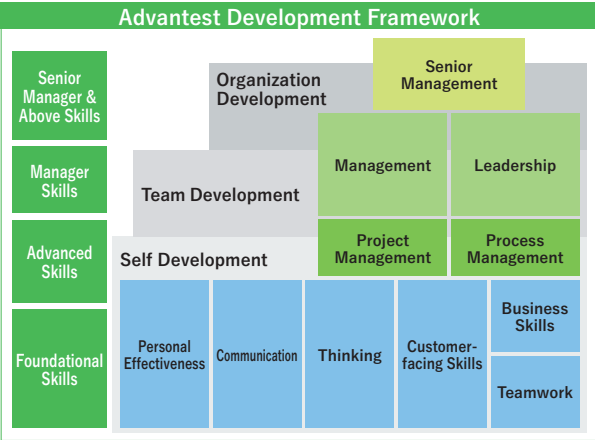 Advantest Development Framework
Senior
Manager &
Above Skills
Organization
Development
Senior
Management
Manager
Skills
Team Development
Management
Leadership
Advanced
Skills
Self Development
Project
Management
Process
Management
Foundational
Skills
Personal
Effectiveness
Communication
Thinking
Customer-
facing Skills
Business
Skills
Teamwork